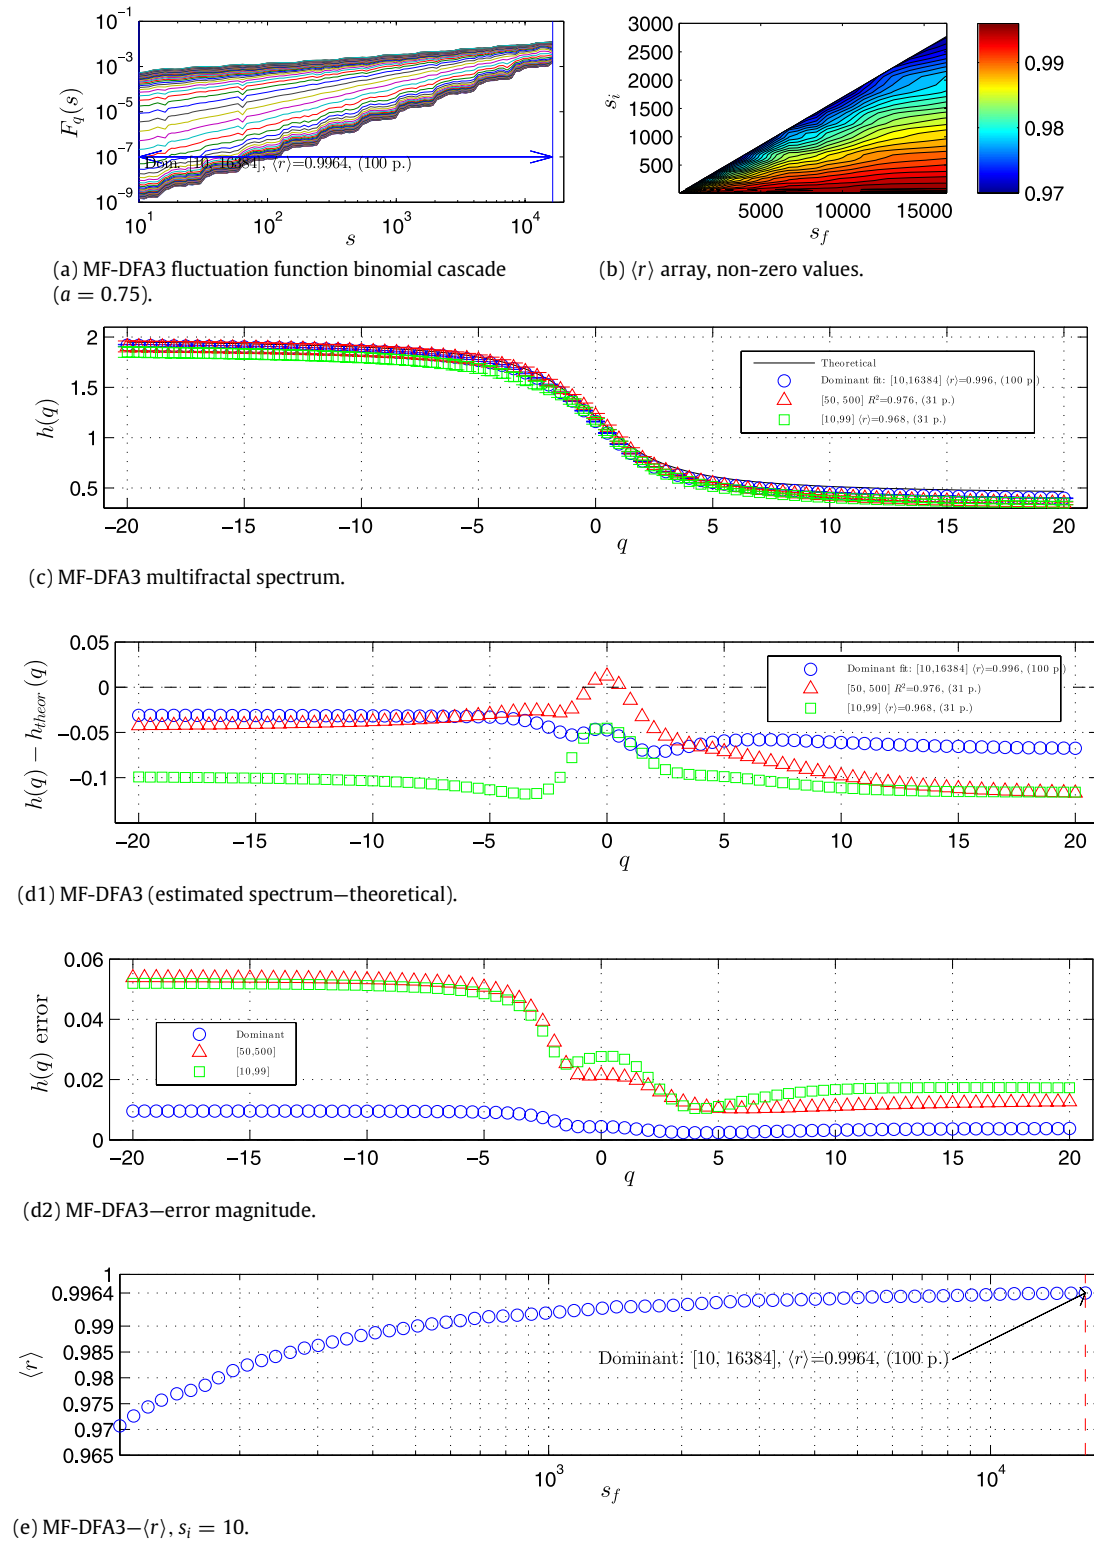 10^-1
10^-3
10^-5
10^-7
10^-9
F_q(s)
Dom. [10, 16384], ⟨r⟩=0.9964, (100 p.)
10^1 10^2 10^3 10^4
s
(a) MF-DFA3 fluctuation function binomial cascade
(a = 0.75).
3000
2500
2000
1500
1000
500
s_i
5000 10000 15000
s_f
0.99
0.98
0.97
(b) ⟨r⟩ array, non-zero values.
2
1.5
1
0.5
h(q)
Theoretical
Dominant fit: [10,16384] ⟨r⟩=0.996, (100 p.)
[50, 500] R²=0.976, (31 p.)
[10,99] ⟨r⟩=0.968, (31 p.)
−20 −15 −10 −5 0 5 10 15 20
q
(c) MF-DFA3 multifractal spectrum.
0.05
0
−0.05
−0.1
h(q) − h_theor(q)
Dominant fit: [10,16384] ⟨r⟩=0.996, (100 p.)
[50, 500] R²=0.976, (31 p.)
[10,99] ⟨r⟩=0.968, (31 p.)
−20 −15 −10 −5 0 5 10 15 20
q
(d1) MF-DFA3 (estimated spectrum—theoretical).
0.06
0.04
0.02
0
h(q) error
Dominant
[50,500]
[10,99]
−20 −15 −10 −5 0 5 10 15 20
q
(d2) MF-DFA3—error magnitude.
1
0.9964
0.99
0.985
0.98
0.975
0.97
0.965
⟨r⟩
Dominant: [10, 16384], ⟨r⟩=0.9964, (100 p.)
10^3 10^4
s_f
(e) MF-DFA3—⟨r⟩, s_i = 10.